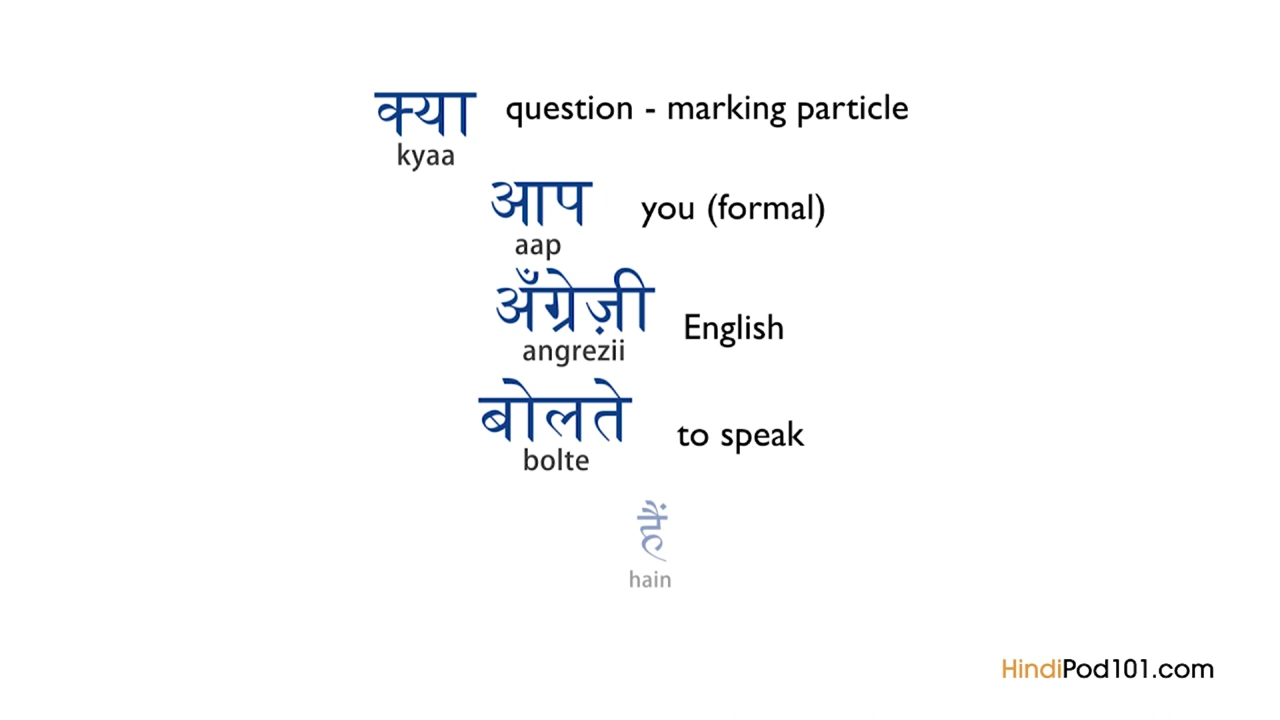 क्या question - marking particle
kyaa
आप you (formal)
aap
अँग्रेज़ी English
angrezii
बोलते to speak
bolte
हैं
hain
HindiPod101.com